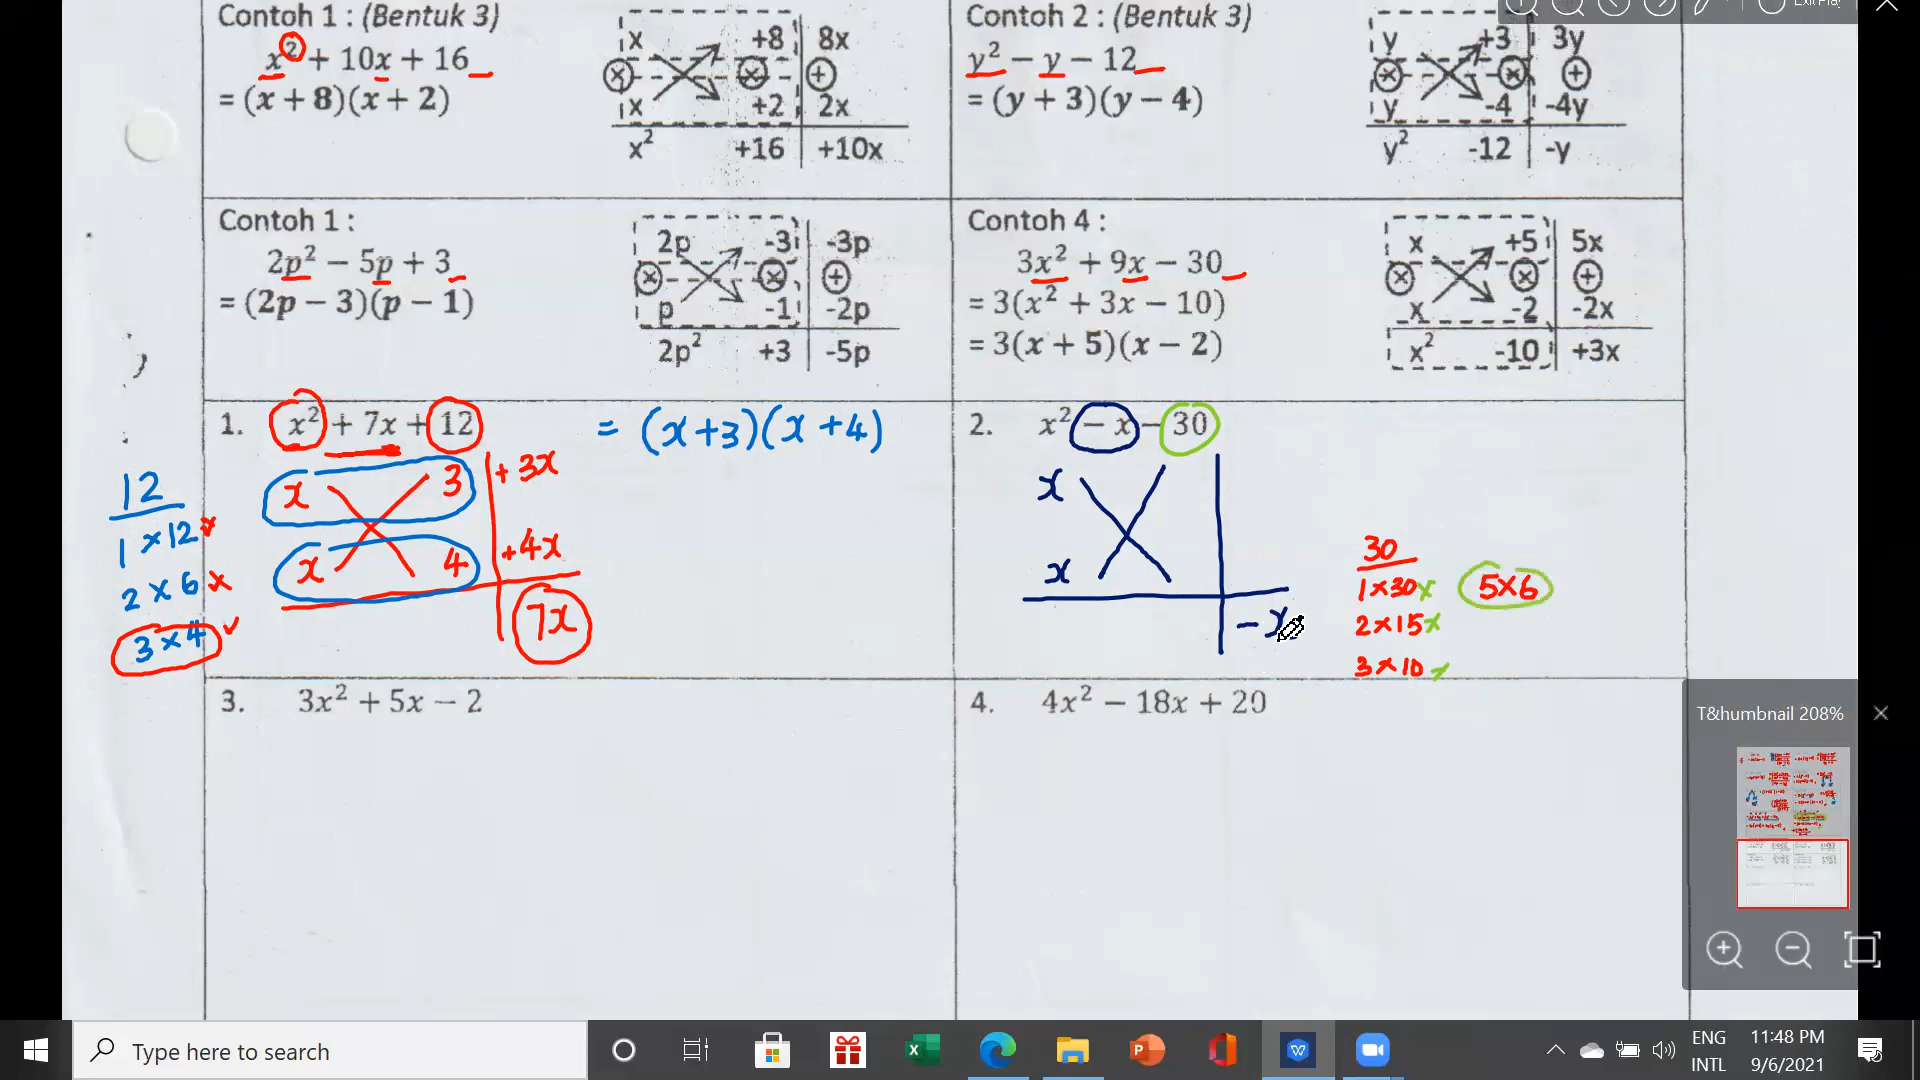 Contoh 1 : (Bentuk 3)
x² + 10x + 16
= (x + 8)(x + 2)
x +8 8x
x +2 2x
x² +16 +10x
Contoh 2 : (Bentuk 3)
y² − y − 12
= (y + 3)(y − 4)
y +3 3y
y -4 -4y
y² -12 -y
Contoh 1 :
2p² − 5p + 3
= (2p − 3)(p − 1)
2p -3 -3p
p -1 -2p
2p² +3 -5p
Contoh 4 :
3x² + 9x − 30
= 3(x² + 3x − 10)
= 3(x + 5)(x − 2)
x +5 5x
x -2 -2x
x² -10 +3x
1. x² + 7x + 12 = (x+3)(x+4)
x 3 +3x
x 4 +4x
7x
12
1 × 12 ×
2 × 6 ×
3 × 4 ✓
2. x² − x − 30
x
x
−x
30
1×30 × 5×6
2×15 ×
3×10 ×
3. 3x² + 5x − 2
4. 4x² − 18x + 20
T&humbnail 208%
Type here to search
ENG
INTL
11:48 PM
9/6/2021